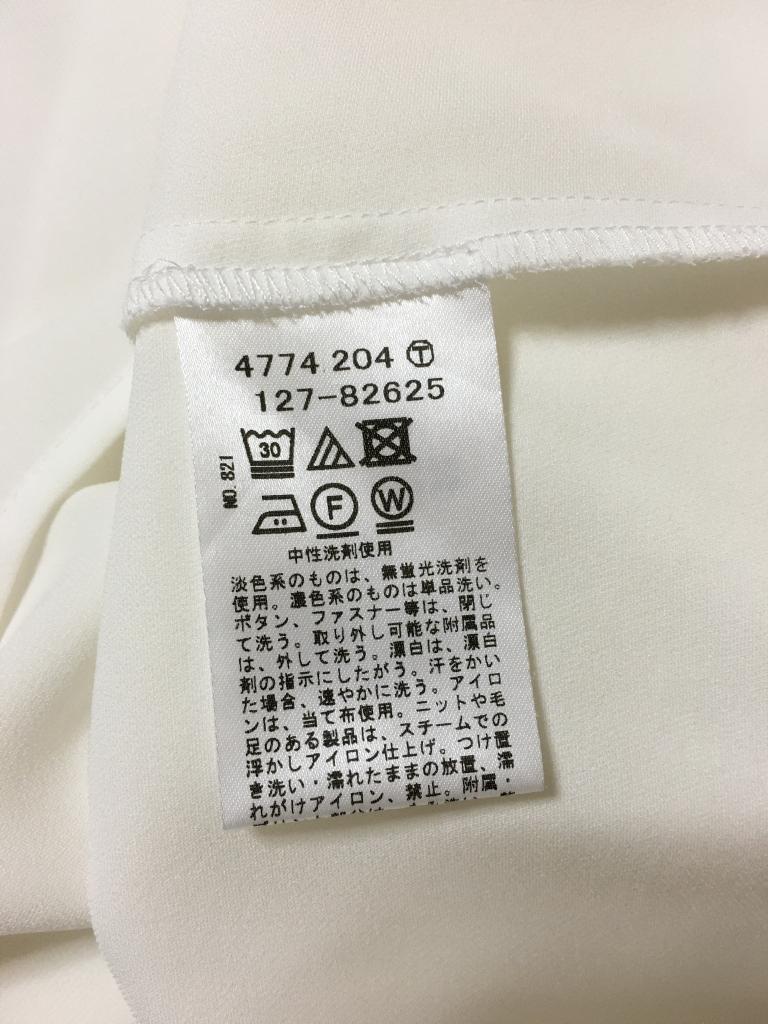 4774 204 Ⓣ
127-82625
NO.821
30
F
W
中性洗剤使用
淡色系のものは、無蛍光洗剤を
使用。濃色系のものは単品洗い。
ボタン、ファスナー等は、閉じ
て洗う。取り外し可能な附属品
は、外して洗う。漂白は、漂白
剤の指示にしたがう。汗をかい
た場合、速やかに洗う。アイロ
ンは、当て布使用。ニットや毛
足のある製品は、スチームでの
浮かしアイロン仕上げ。つけ置
き洗い・濡れたままの放置、濡
れがけアイロン、禁止。附属・